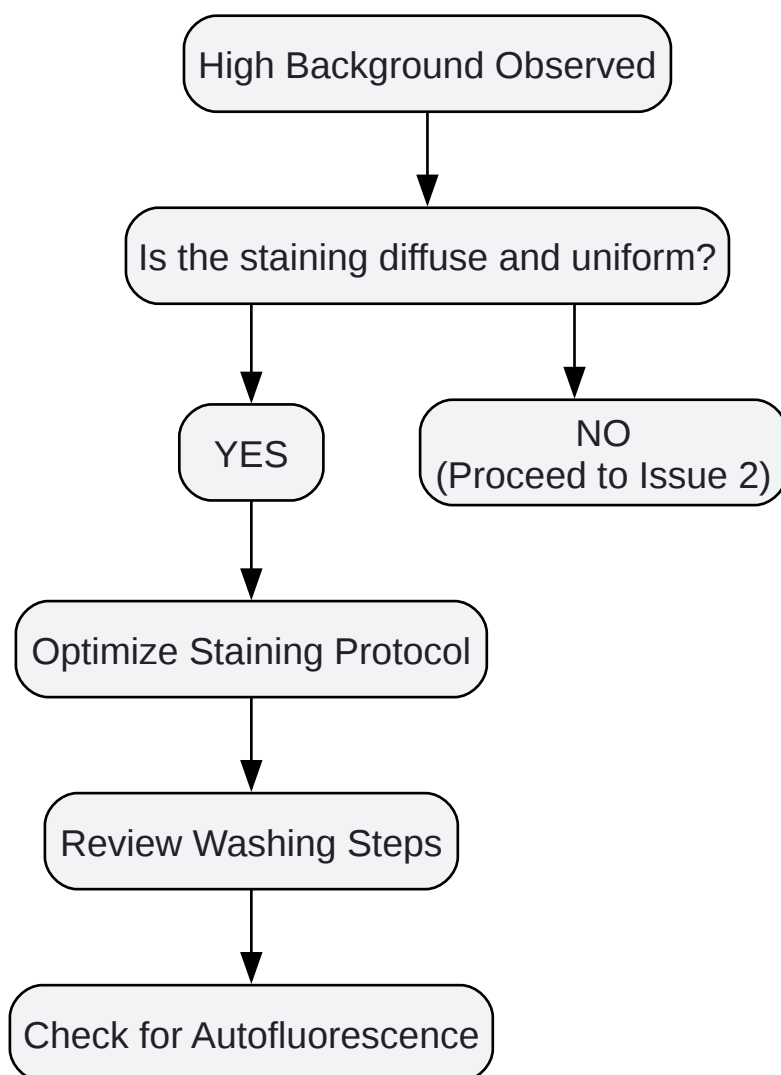 High Background Observed
Is the staining diffuse and uniform?
YES
NO
(Proceed to Issue 2)
Optimize Staining Protocol
Review Washing Steps
Check for Autofluorescence